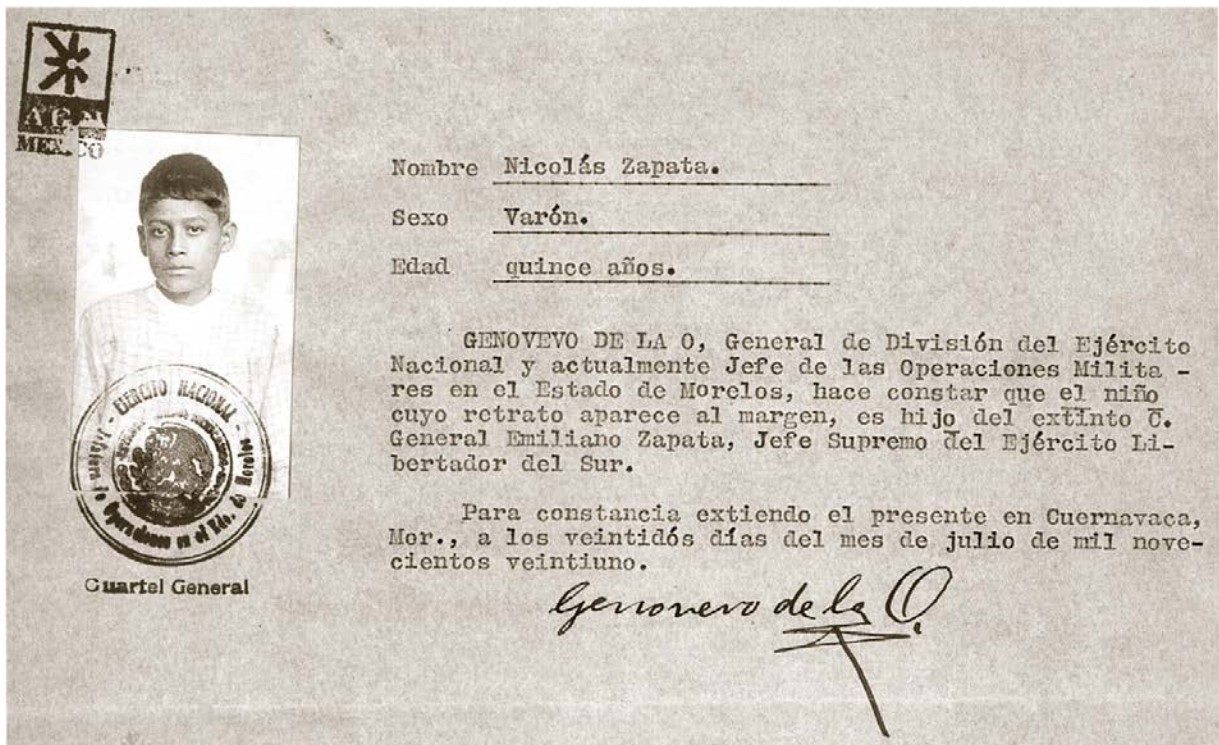 A G N
MEXICO
Nombre Nicolás Zapata.
Sexo Varón.
Edad quince años.
GENOVEVO DE LA O, General de División del Ejército
Nacional y actualmente Jefe de las Operaciones Milita -
res en el Estado de Morelos, hace constar que el niño
cuyo retrato aparece al margen, es hijo del extinto C.
General Emiliano Zapata, Jefe Supremo del Ejército Li-
bertador del Sur.
Para constancia extiendo el presente en Cuernavaca,
Mor., a los veintidós días del mes de julio de mil nove-
cientos veintiuno.
EJERCITO NACIONAL -
de Operaciones en el Edo. de Morelos
Cuartel General
Genovevo de la O.